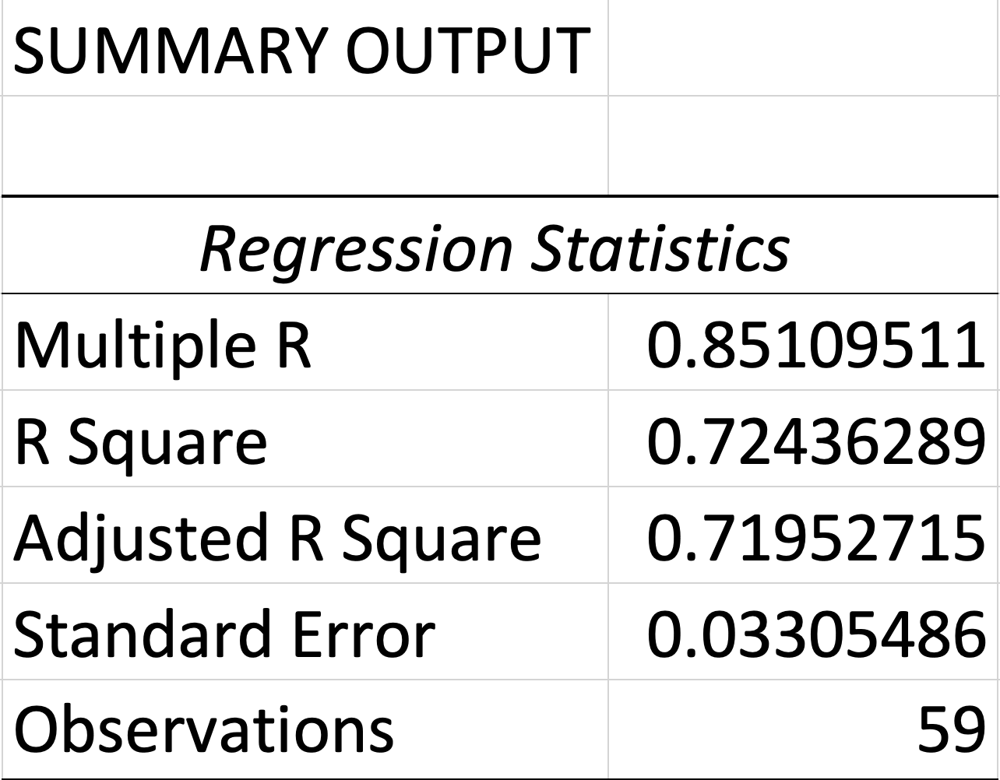 SUMMARY OUTPUT
Regression Statistics
Multiple R 0.85109511
R Square 0.72436289
Adjusted R Square 0.71952715
Standard Error 0.03305486
Observations 59